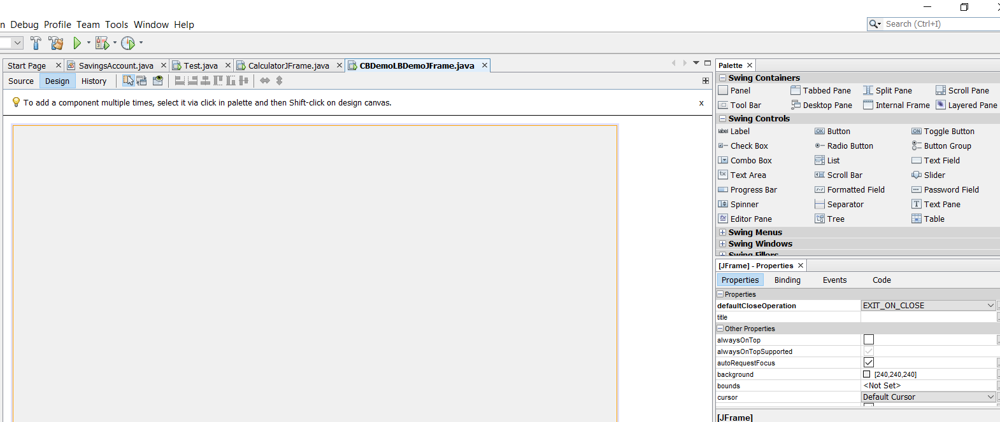 n Debug Profile Team Tools Window Help
Search (Ctrl+I)
Start Page SavingsAccount.java Test.java CalculatorJFrame.java CBDemoLBDemoJFrame.java
Source Design History
To add a component multiple times, select it via click in palette and then Shift-click on design canvas. x
Palette
Swing Containers
Panel Tabbed Pane Split Pane Scroll Pane
Tool Bar Desktop Pane Internal Frame Layered Pane
Swing Controls
label Label OK Button ON Toggle Button
Check Box Radio Button Button Group
Combo Box List Text Field
Text Area Scroll Bar Slider
Progress Bar Formatted Field Password Field
Spinner Separator T Text Pane
Editor Pane Tree Table
Swing Menus
Swing Windows
Swing Fillers
[JFrame] - Properties
Properties Binding Events Code
Properties
defaultCloseOperation EXIT_ON_CLOSE
title
Other Properties
alwaysOnTop
alwaysOnTopSupported
autoRequestFocus
background [240,240,240]
bounds <Not Set>
cursor Default Cursor
[JFrame]